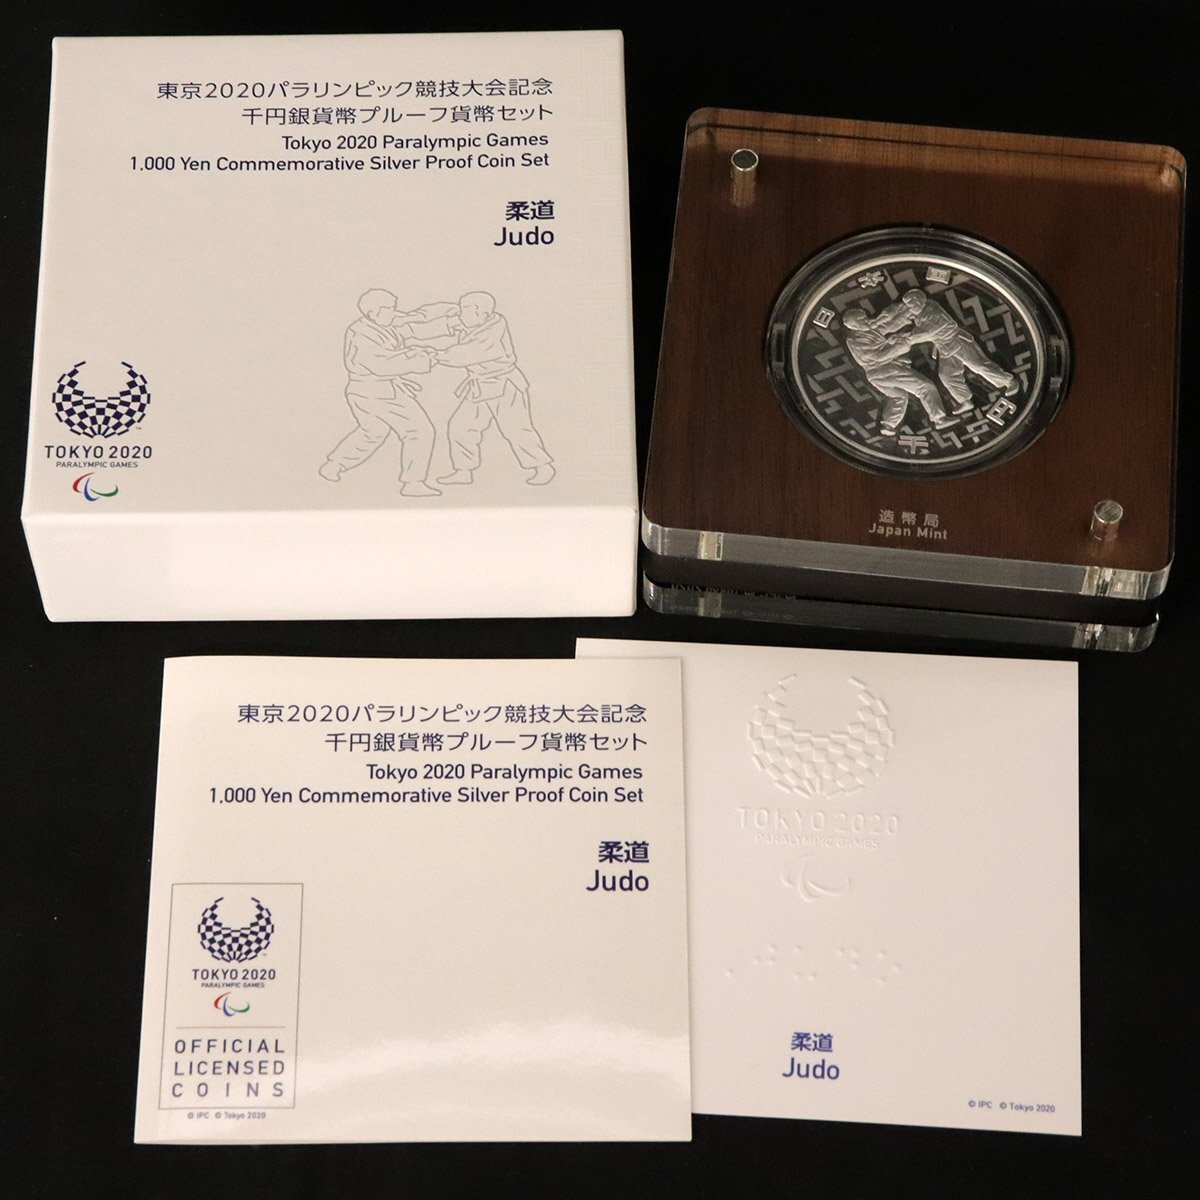 東京2020パラリンピック競技大会記念
千円銀貨幣プルーフ貨幣セット
Tokyo 2020 Paralympic Games
1,000 Yen Commemorative Silver Proof Coin Set
柔道
Judo
TOKYO 2020
PARALYMPIC GAMES
日本国
千円
造幣局
Japan Mint
東京2020パラリンピック競技大会記念
千円銀貨幣プルーフ貨幣セット
Tokyo 2020 Paralympic Games
1,000 Yen Commemorative Silver Proof Coin Set
柔道
Judo
TOKYO 2020
PARALYMPIC GAMES
OFFICIAL
LICENSED
COINS
© IPC © Tokyo 2020
TOKYO 2020
PARALYMPIC GAMES
柔道
Judo
© IPC © Tokyo 2020